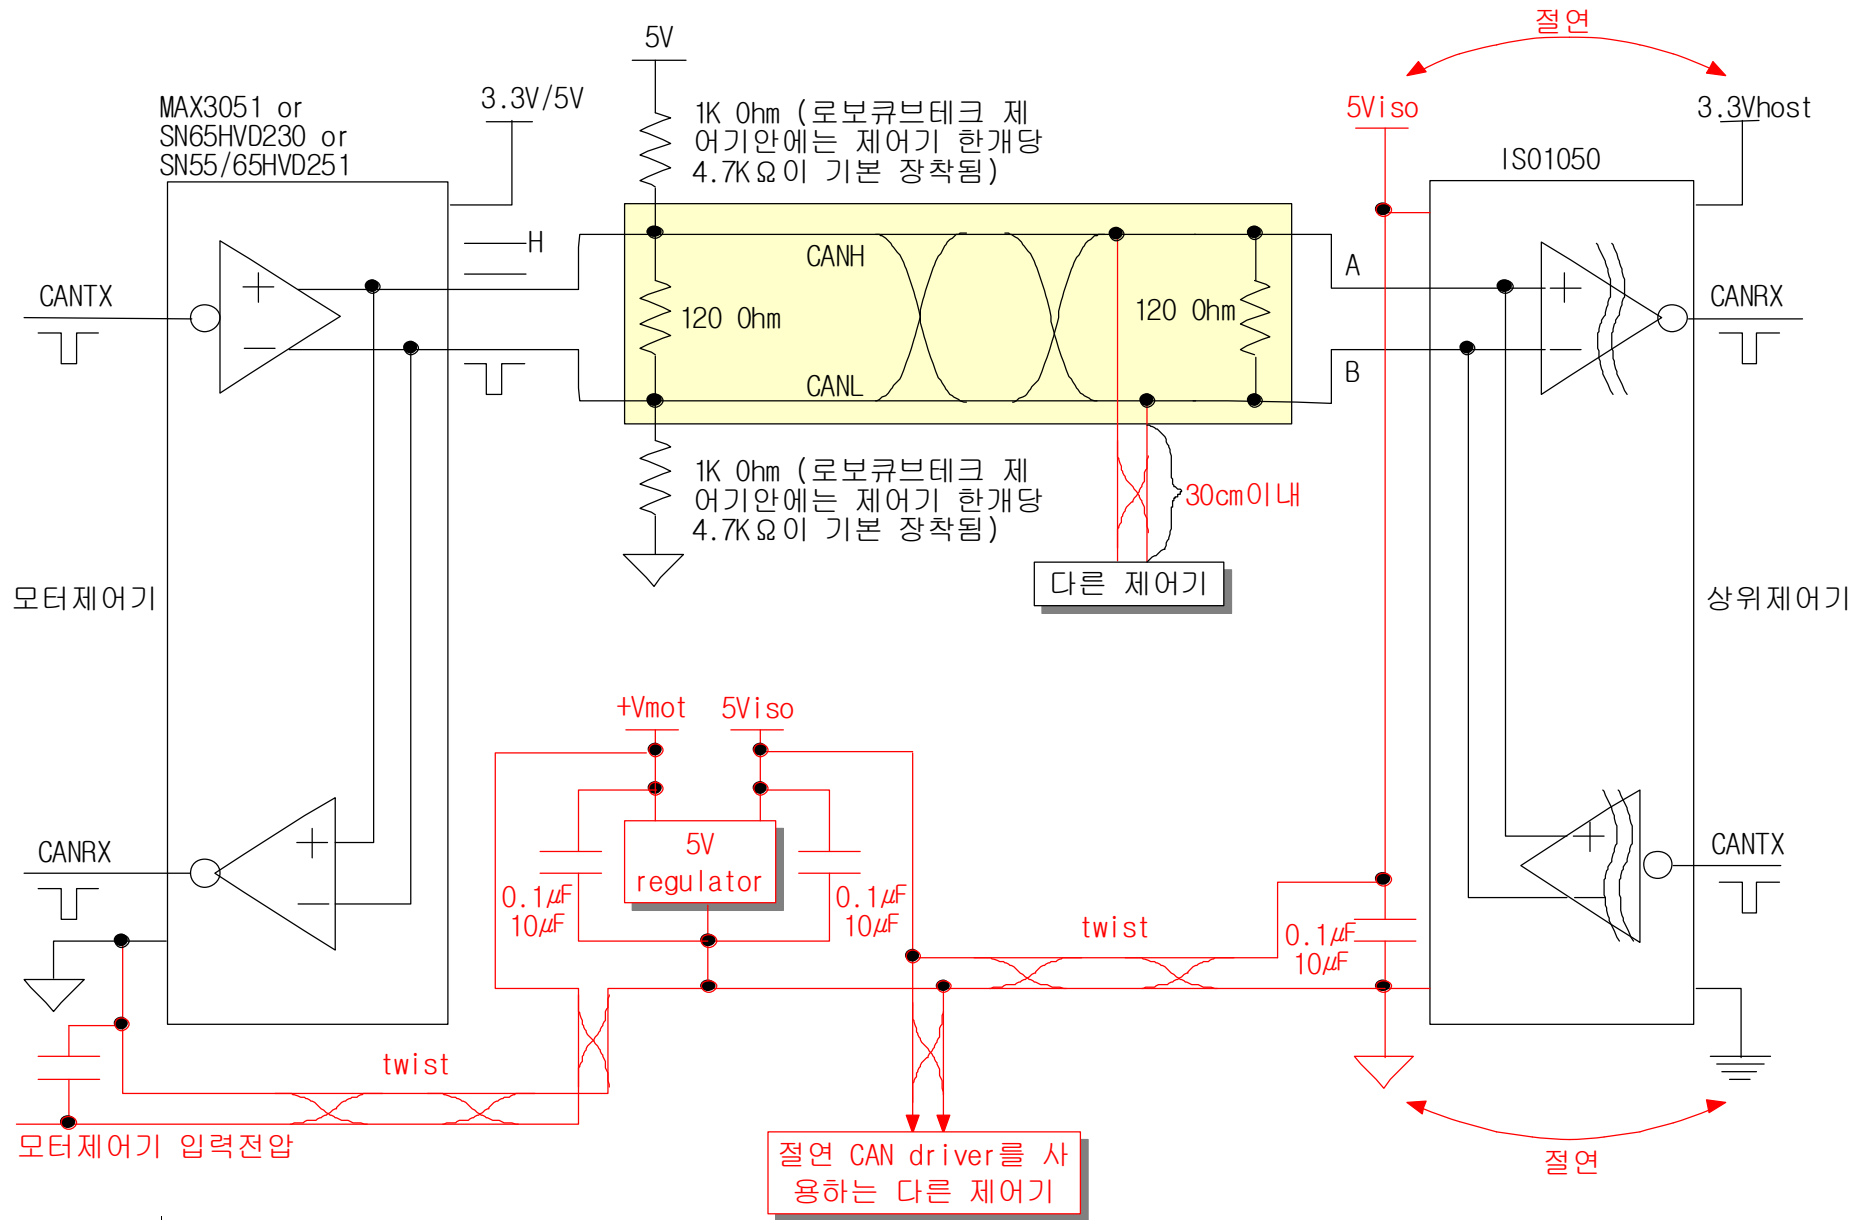 절연
5V
MAX3051 or
SN65HVD230 or
SN55/65HVD251
3.3V/5V
1K Ohm (로보큐브테크 제
어기안에는 제어기 한개당
4.7KΩ이 기본 장착됨)
5Viso
3.3Vhost
ISO1050
H
CANH
A
CANTX
120 Ohm
120 Ohm
CANRX
CANL
B
1K Ohm (로보큐브테크 제
어기안에는 제어기 한개당
4.7KΩ이 기본 장착됨)
30cm이내
다른 제어기
모터제어기
상위제어기
+Vmot
5Viso
5V
regulator
CANRX
CANTX
0.1µF
10µF
0.1µF
10µF
twist
0.1µF
10µF
twist
모터제어기 입력전압
절연 CAN driver를 사
용하는 다른 제어기
절연